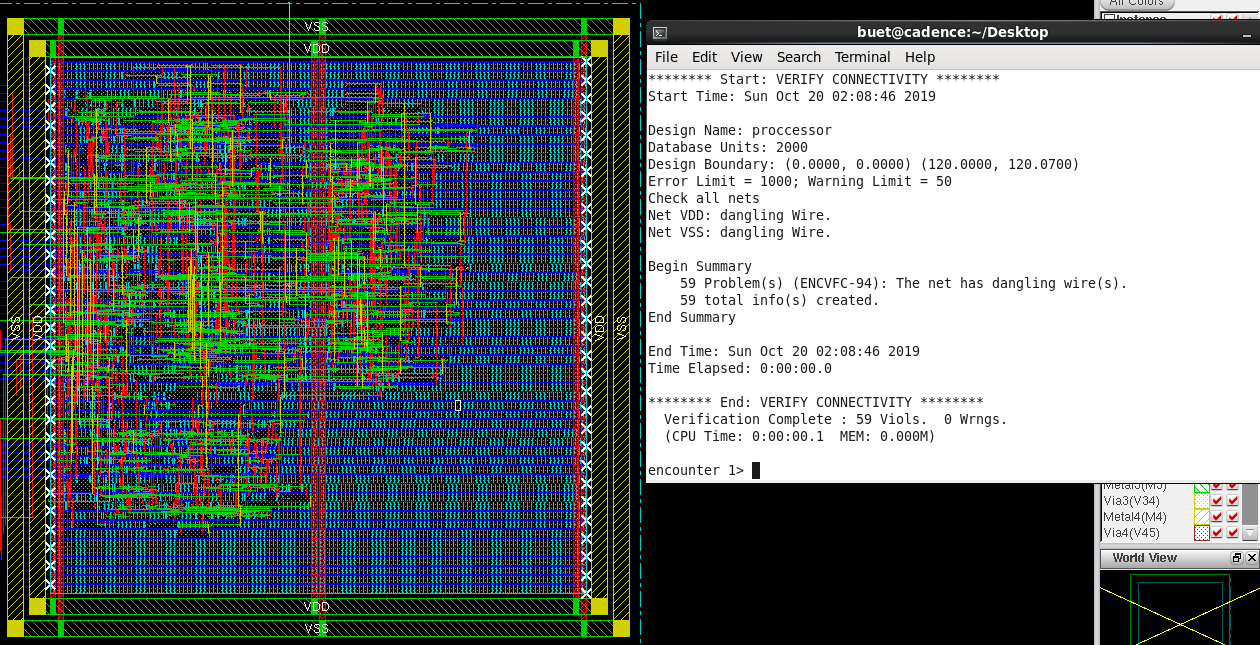 VSS
VDD
VSS
VDD
VDD
VSS
VDD
VSS
All Colors
Instance
buet@cadence:~/Desktop
File Edit View Search Terminal Help
******** Start: VERIFY CONNECTIVITY ********
Start Time: Sun Oct 20 02:08:46 2019
Design Name: proccessor
Database Units: 2000
Design Boundary: (0.0000, 0.0000) (120.0000, 120.0700)
Error Limit = 1000; Warning Limit = 50
Check all nets
Net VDD: dangling Wire.
Net VSS: dangling Wire.
Begin Summary
59 Problem(s) (ENCVFC-94): The net has dangling wire(s).
59 total info(s) created.
End Summary
End Time: Sun Oct 20 02:08:46 2019
Time Elapsed: 0:00:00.0
******** End: VERIFY CONNECTIVITY ********
Verification Complete : 59 Viols.  0 Wrngs.
(CPU Time: 0:00:00.1  MEM: 0.000M)
encounter 1>
Metal3(M3)
Via3(V34)
Metal4(M4)
Via4(V45)
World View